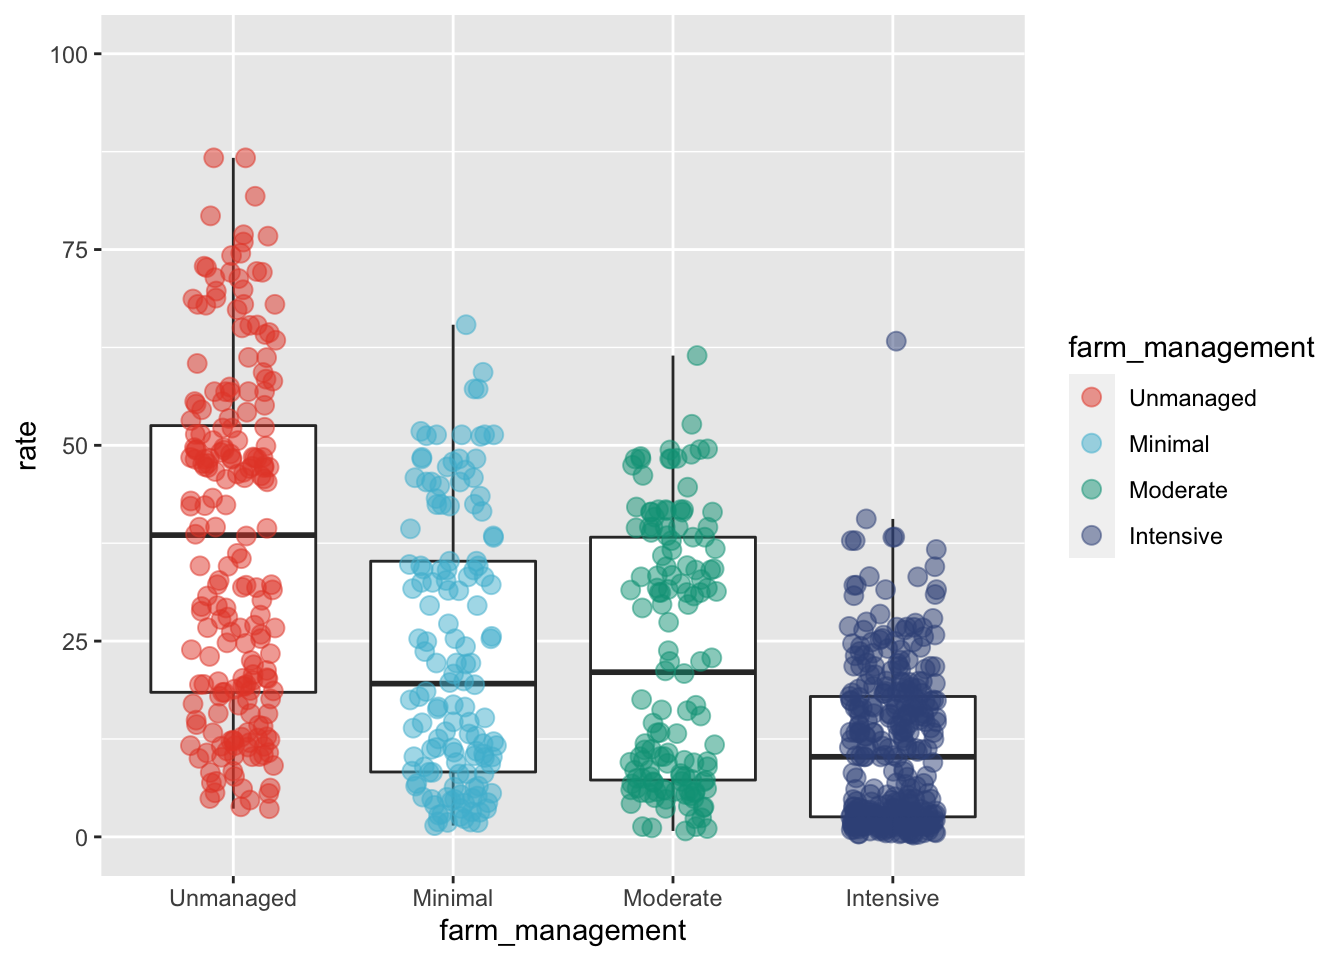 100
75
50
25
0
rate
Unmanaged
Minimal
Moderate
Intensive
farm_management
farm_management
Unmanaged
Minimal
Moderate
Intensive